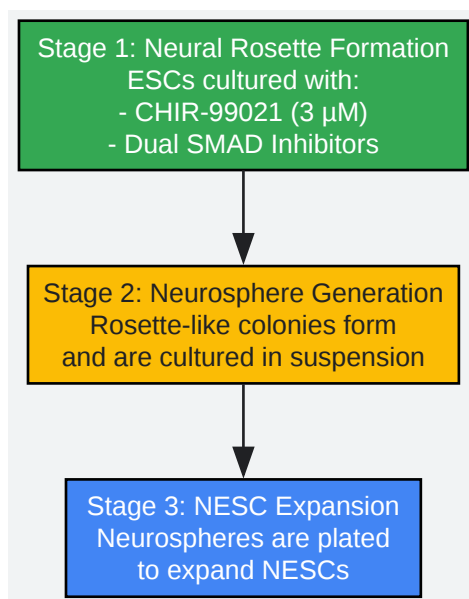 Stage 1: Neural Rosette Formation
ESCs cultured with:
- CHIR-99021 (3 µM)
- Dual SMAD Inhibitors
Stage 2: Neurosphere Generation
Rosette-like colonies form
and are cultured in suspension
Stage 3: NESC Expansion
Neurospheres are plated
to expand NESCs